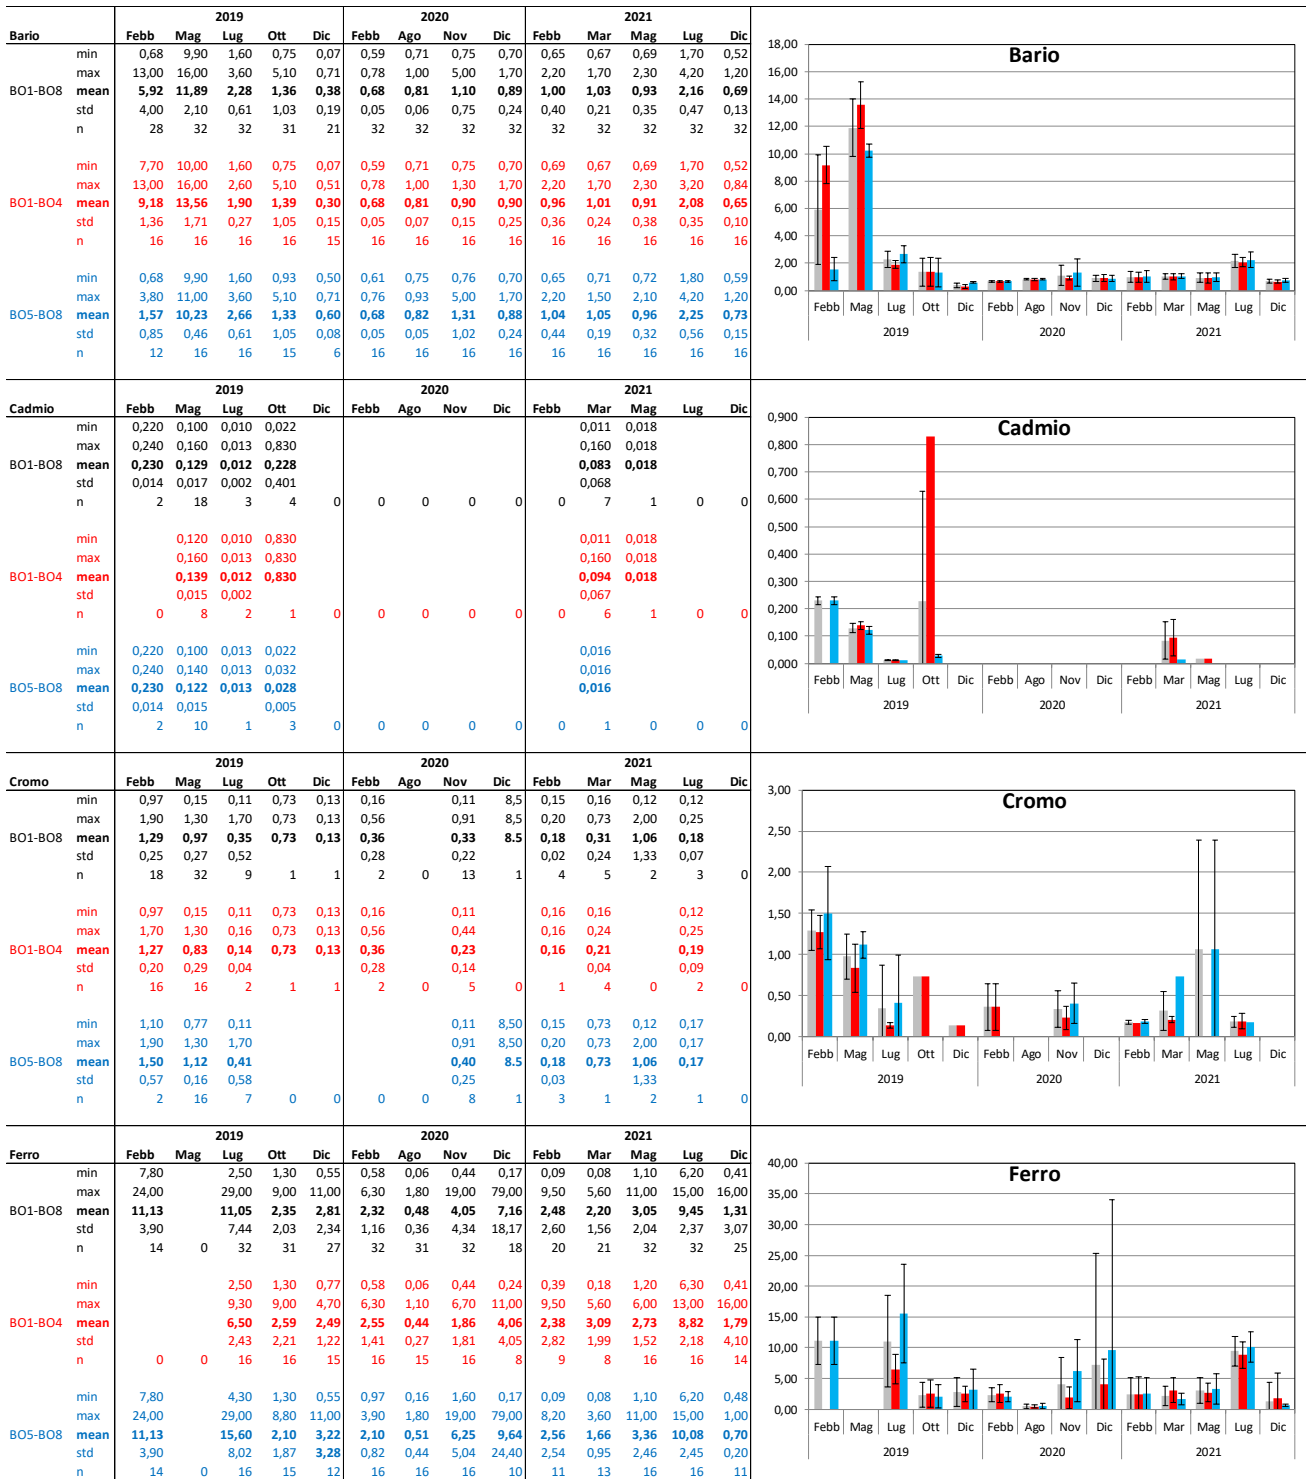 2019 2020 2021
Bario Febb Mag Lug Ott Dic Febb Ago Nov Dic Febb Mar Mag Lug Dic
min 0,68 9,90 1,60 0,75 0,07 0,59 0,71 0,75 0,70 0,65 0,67 0,69 1,70 0,52
max 13,00 16,00 3,60 5,10 0,71 0,78 1,00 5,00 1,70 2,20 1,70 2,30 4,20 1,20
BO1-BO8 mean 5,92 11,89 2,28 1,36 0,38 0,68 0,81 1,10 0,89 1,00 1,03 0,93 2,16 0,69
std 4,00 2,10 0,61 1,03 0,19 0,05 0,06 0,75 0,24 0,40 0,21 0,35 0,47 0,13
n 28 32 32 31 21 32 32 32 32 32 32 32 32 32
min 7,70 10,00 1,60 0,75 0,07 0,59 0,71 0,75 0,70 0,69 0,67 0,69 1,70 0,52
max 13,00 16,00 2,60 5,10 0,51 0,78 1,00 1,30 1,70 2,20 1,70 2,30 3,20 0,84
BO1-BO4 mean 9,18 13,56 1,90 1,39 0,30 0,68 0,81 0,90 0,90 0,96 1,01 0,91 2,08 0,65
std 1,36 1,71 0,27 1,05 0,15 0,05 0,07 0,15 0,25 0,36 0,24 0,38 0,35 0,10
n 16 16 16 16 15 16 16 16 16 16 16 16 16 16
min 0,68 9,90 1,60 0,93 0,50 0,61 0,75 0,76 0,70 0,65 0,71 0,72 1,80 0,59
max 3,80 11,00 3,60 5,10 0,71 0,76 0,93 5,00 1,70 2,20 1,50 2,10 4,20 1,20
BO5-BO8 mean 1,57 10,23 2,66 1,33 0,60 0,68 0,82 1,31 0,88 1,04 1,05 0,96 2,25 0,73
std 0,85 0,46 0,61 1,05 0,08 0,05 0,05 1,02 0,24 0,44 0,19 0,32 0,56 0,15
n 12 16 16 15 6 16 16 16 16 16 16 16 16 16
Bario
18,00
16,00
14,00
12,00
10,00
8,00
6,00
4,00
2,00
0,00
Febb Mag Lug Ott Dic Febb Ago Nov Dic Febb Mar Mag Lug Dic
2019 2020 2021
2019 2020 2021
Cadmio Febb Mag Lug Ott Dic Febb Ago Nov Dic Febb Mar Mag Lug Dic
min 0,220 0,100 0,010 0,022 0,011 0,018
max 0,240 0,160 0,013 0,830 0,160 0,018
BO1-BO8 mean 0,230 0,129 0,012 0,228 0,083 0,018
std 0,014 0,017 0,002 0,401 0,068
n 2 18 3 4 0 0 0 0 0 0 7 1 0 0
min 0,120 0,010 0,830 0,011 0,018
max 0,160 0,013 0,830 0,160 0,018
BO1-BO4 mean 0,139 0,012 0,830 0,094 0,018
std 0,015 0,002 0,067
n 0 8 2 1 0 0 0 0 0 0 6 1 0 0
min 0,220 0,100 0,013 0,022 0,016
max 0,240 0,140 0,013 0,032 0,016
BO5-BO8 mean 0,230 0,122 0,013 0,028 0,016
std 0,014 0,015 0,005
n 2 10 1 3 0 0 0 0 0 0 1 0 0 0
Cadmio
0,900
0,800
0,700
0,600
0,500
0,400
0,300
0,200
0,100
0,000
Febb Mag Lug Ott Dic Febb Ago Nov Dic Febb Mar Mag Lug Dic
2019 2020 2021
2019 2020 2021
Cromo Febb Mag Lug Ott Dic Febb Ago Nov Dic Febb Mar Mag Lug Dic
min 0,97 0,15 0,11 0,73 0,13 0,16 0,11 8,5 0,15 0,16 0,12 0,12
max 1,90 1,30 1,70 0,73 0,13 0,56 0,91 8,5 0,20 0,73 2,00 0,25
BO1-BO8 mean 1,29 0,97 0,35 0,73 0,13 0,36 0,33 8.5 0,18 0,31 1,06 0,18
std 0,25 0,27 0,52 0,28 0,22 0,02 0,24 1,33 0,07
n 18 32 9 1 1 2 0 13 1 4 5 2 3 0
min 0,97 0,15 0,11 0,73 0,13 0,16 0,11 0,16 0,16 0,12
max 1,70 1,30 0,16 0,73 0,13 0,56 0,44 0,16 0,24 0,25
BO1-BO4 mean 1,27 0,83 0,14 0,73 0,13 0,36 0,23 0,16 0,21 0,19
std 0,20 0,29 0,04 0,28 0,14 0,04 0,09
n 16 16 2 1 1 2 0 5 0 1 4 0 2 0
min 1,10 0,77 0,11 0,11 8,50 0,15 0,73 0,12 0,17
max 1,90 1,30 1,70 0,91 8,50 0,20 0,73 2,00 0,17
BO5-BO8 mean 1,50 1,12 0,41 0,40 8.5 0,18 0,73 1,06 0,17
std 0,57 0,16 0,58 0,25 0,03 1,33
n 2 16 7 0 0 0 0 8 1 3 1 2 1 0
Cromo
3,00
2,50
2,00
1,50
1,00
0,50
0,00
Febb Mag Lug Ott Dic Febb Ago Nov Dic Febb Mar Mag Lug Dic
2019 2020 2021
2019 2020 2021
Ferro Febb Mag Lug Ott Dic Febb Ago Nov Dic Febb Mar Mag Lug Dic
min 7,80 2,50 1,30 0,55 0,58 0,06 0,44 0,17 0,09 0,08 1,10 6,20 0,41
max 24,00 29,00 9,00 11,00 6,30 1,80 19,00 79,00 9,50 5,60 11,00 15,00 16,00
BO1-BO8 mean 11,13 11,05 2,35 2,81 2,32 0,48 4,05 7,16 2,48 2,20 3,05 9,45 1,31
std 3,90 7,44 2,03 2,34 1,16 0,36 4,34 18,17 2,60 1,56 2,04 2,37 3,07
n 14 0 32 31 27 32 31 32 18 20 21 32 32 25
min 2,50 1,30 0,77 0,58 0,06 0,44 0,24 0,39 0,18 1,20 6,30 0,41
max 9,30 9,00 4,70 6,30 1,10 6,70 11,00 9,50 5,60 6,00 13,00 16,00
BO1-BO4 mean 6,50 2,59 2,49 2,55 0,44 1,86 4,06 2,38 3,09 2,73 8,82 1,79
std 2,43 2,21 1,22 1,41 0,27 1,81 4,05 2,82 1,99 1,52 2,18 4,10
n 0 0 16 16 15 16 15 16 8 9 8 16 16 14
min 7,80 4,30 1,30 0,55 0,97 0,16 1,60 0,17 0,09 0,08 1,10 6,20 0,48
max 24,00 29,00 8,80 11,00 3,90 1,80 19,00 79,00 8,20 3,60 11,00 15,00 1,00
BO5-BO8 mean 11,13 15,60 2,10 3,22 2,10 0,51 6,25 9,64 2,56 1,66 3,36 10,08 0,70
std 3,90 8,02 1,87 3,28 0,82 0,44 5,04 24,40 2,54 0,95 2,46 2,45 0,20
n 14 0 16 15 12 16 16 16 10 11 13 16 16 11
Ferro
40,00
35,00
30,00
25,00
20,00
15,00
10,00
5,00
0,00
Febb Mag Lug Ott Dic Febb Ago Nov Dic Febb Mar Mag Lug Dic
2019 2020 2021